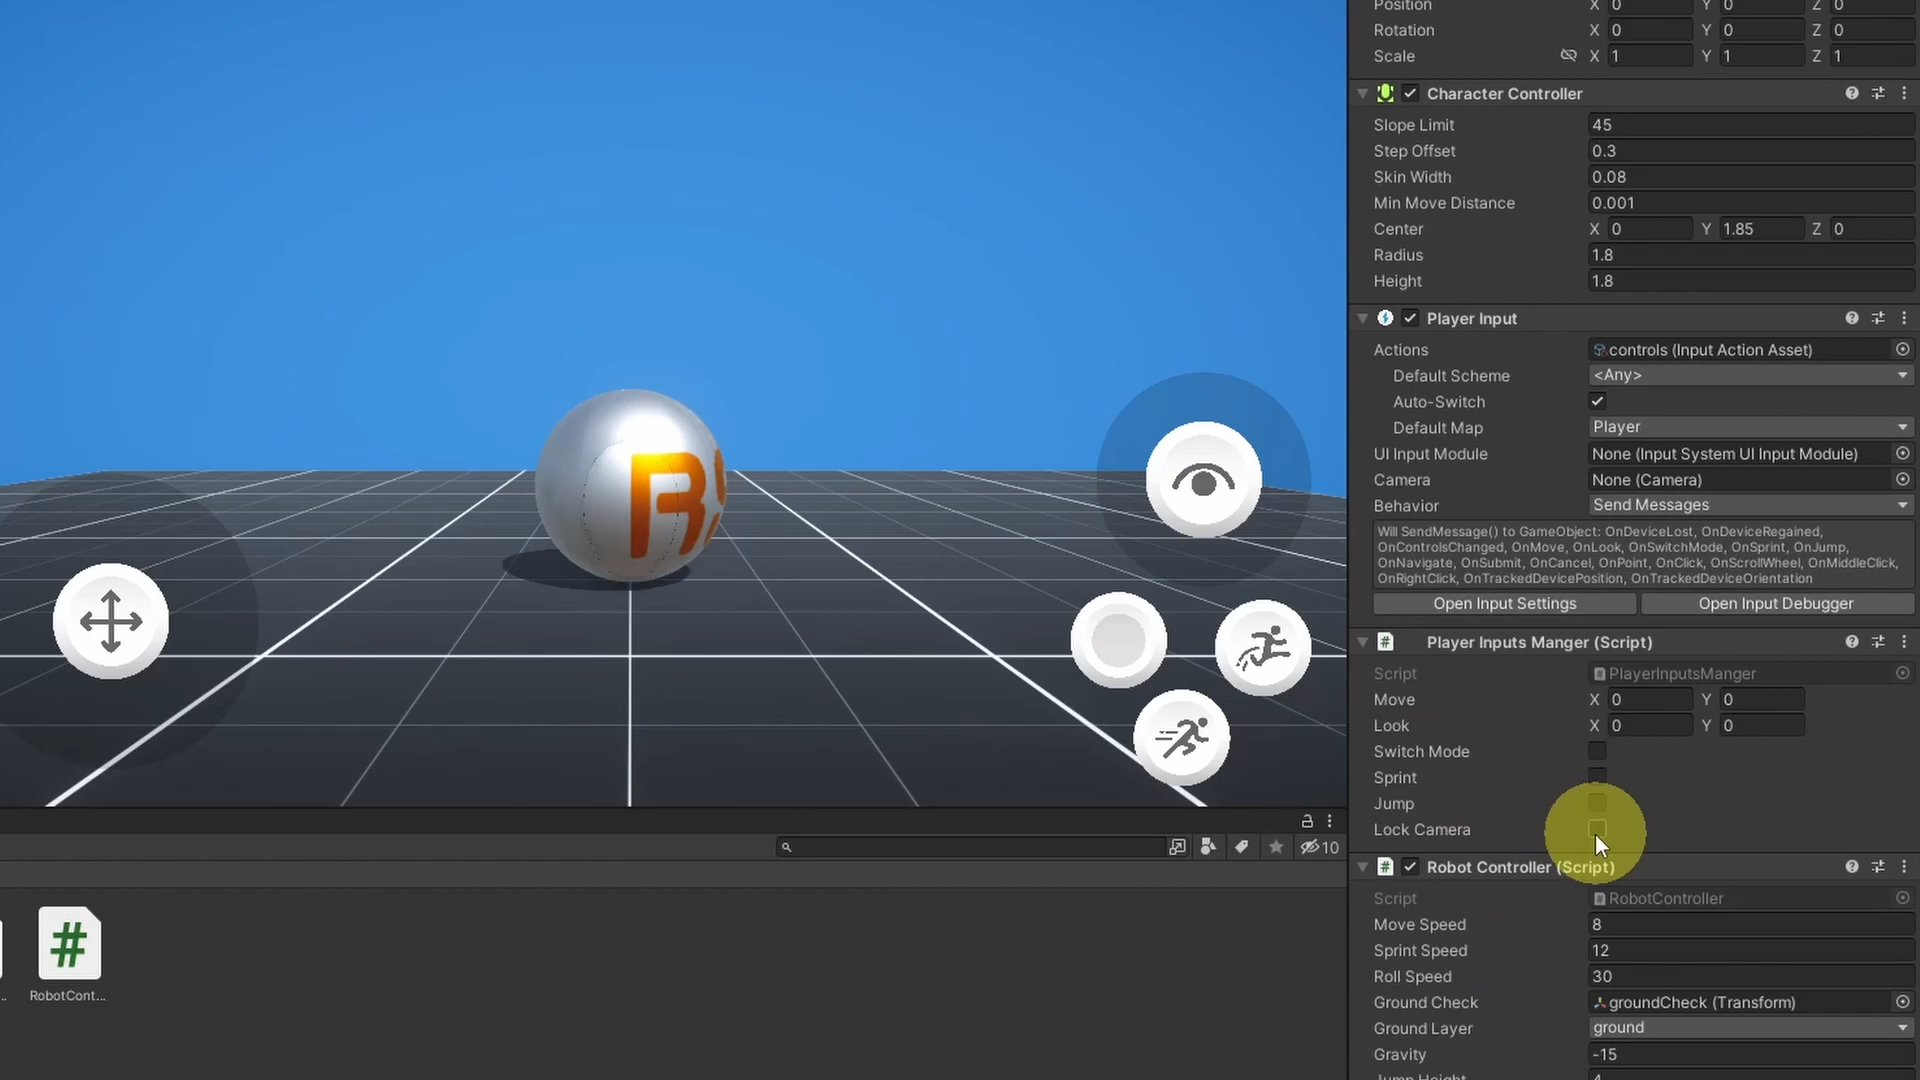 Position X 0 Y 0 Z 0
Rotation X 0 Y 0 Z 0
Scale X 1 Y 1 Z 1
Character Controller
Slope Limit 45
Step Offset 0.3
Skin Width 0.08
Min Move Distance 0.001
Center X 0 Y 1.85 Z 0
Radius 1.8
Height 1.8
Player Input
Actions controls (Input Action Asset)
Default Scheme <Any>
Auto-Switch
Default Map Player
UI Input Module None (Input System UI Input Module)
Camera None (Camera)
Behavior Send Messages
Will SendMessage() to GameObject: OnDeviceLost, OnDeviceRegained,
OnControlsChanged, OnMove, OnLook, OnSwitchMode, OnSprint, OnJump,
OnNavigate, OnSubmit, OnCancel, OnPoint, OnClick, OnScrollWheel, OnMiddleClick,
OnRightClick, OnTrackedDevicePosition, OnTrackedDeviceOrientation
Open Input Settings Open Input Debugger
Player Inputs Manger (Script)
Script PlayerInputsManger
Move X 0 Y 0
Look X 0 Y 0
Switch Mode
Sprint
Jump
Lock Camera
Robot Controller (Script)
Script RobotController
Move Speed 8
Sprint Speed 12
Roll Speed 30
Ground Check groundCheck (Transform)
Ground Layer ground
Gravity -15
Jump Height 4
10
RobotCont...